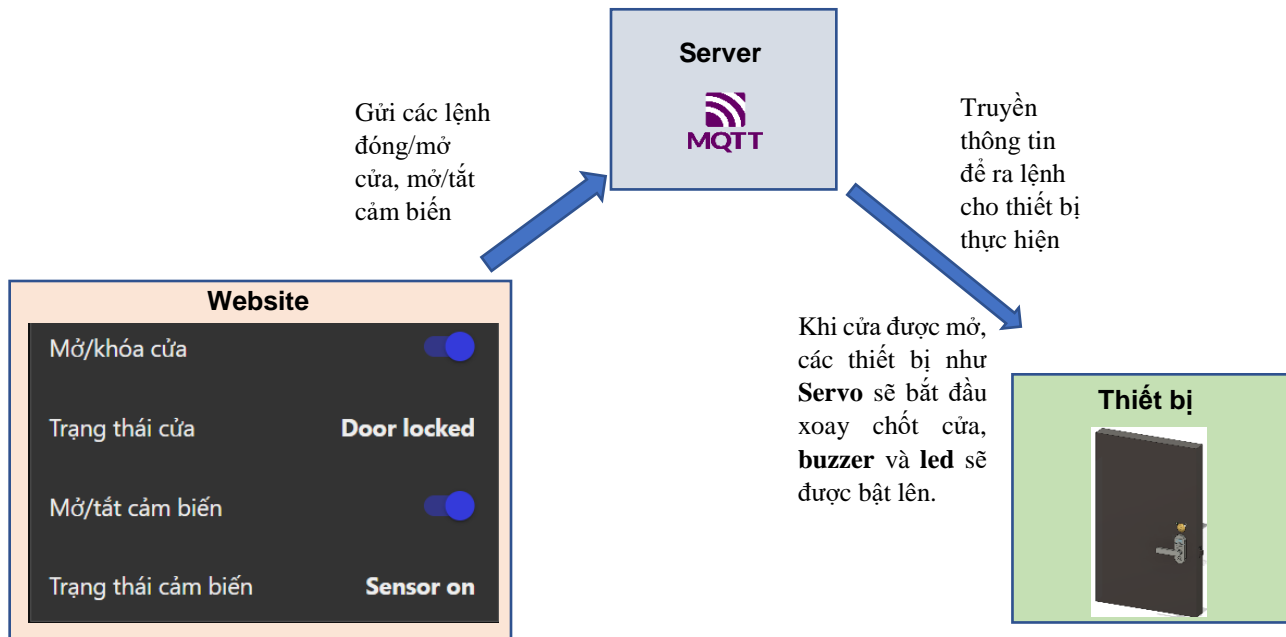 Server
MQTT
Gửi các lệnh
đóng/mở
cửa, mở/tắt
cảm biến
Truyền
thông tin
để ra lệnh
cho thiết bị
thực hiện
Website
Mở/khóa cửa
Trạng thái cửa Door locked
Mở/tắt cảm biến
Trạng thái cảm biến Sensor on
Khi cửa được mở,
các thiết bị như
Servo sẽ bắt đầu
xoay chốt cửa,
buzzer và led sẽ
được bật lên.
Thiết bị